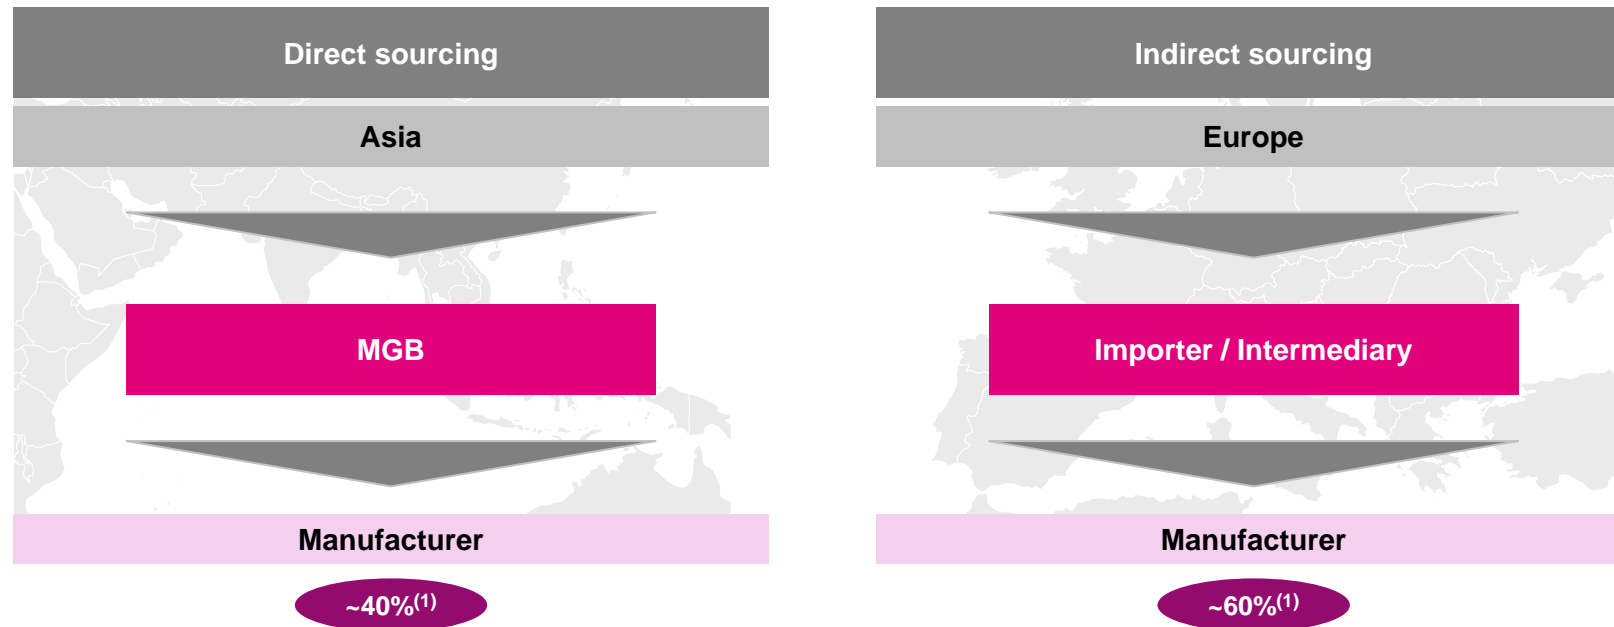 Direct sourcing
Asia
MGB
Manufacturer
~40%(1)
Indirect sourcing
Europe
Importer / Intermediary
Manufacturer
~60%(1)